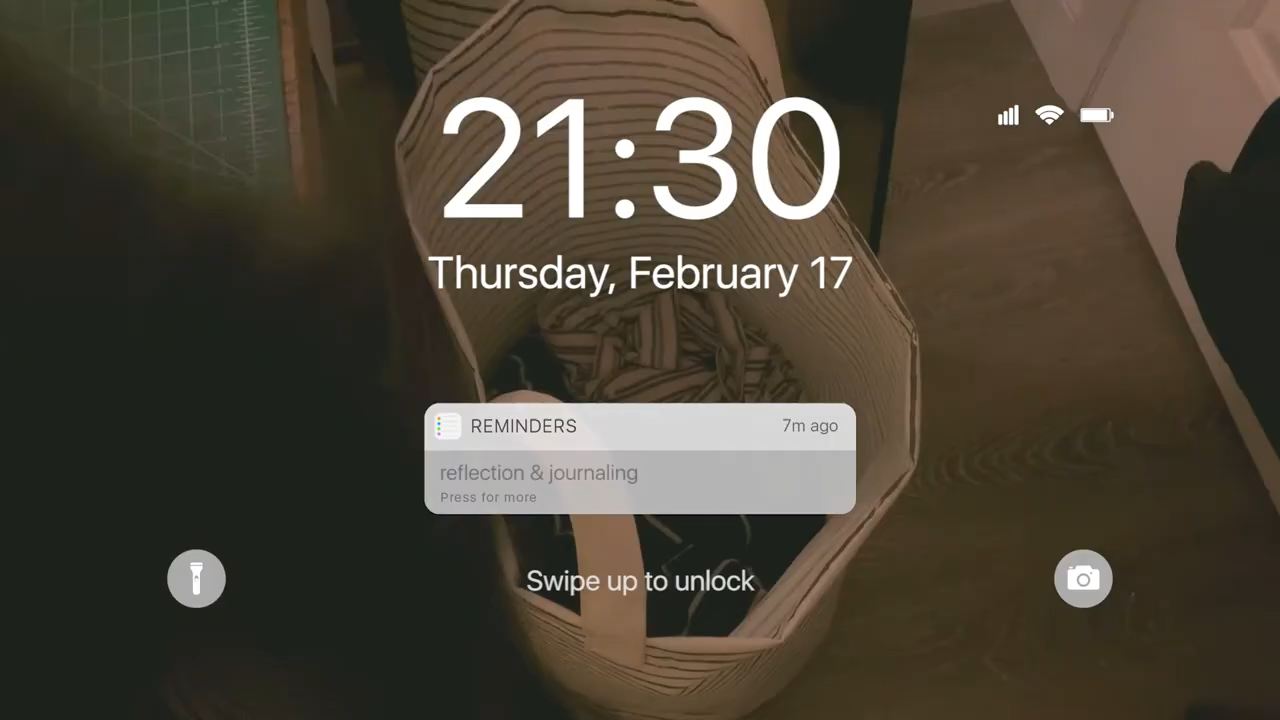 21:30
Thursday, February 17
REMINDERS 7m ago
reflection & journaling
Press for more
Swipe up to unlock